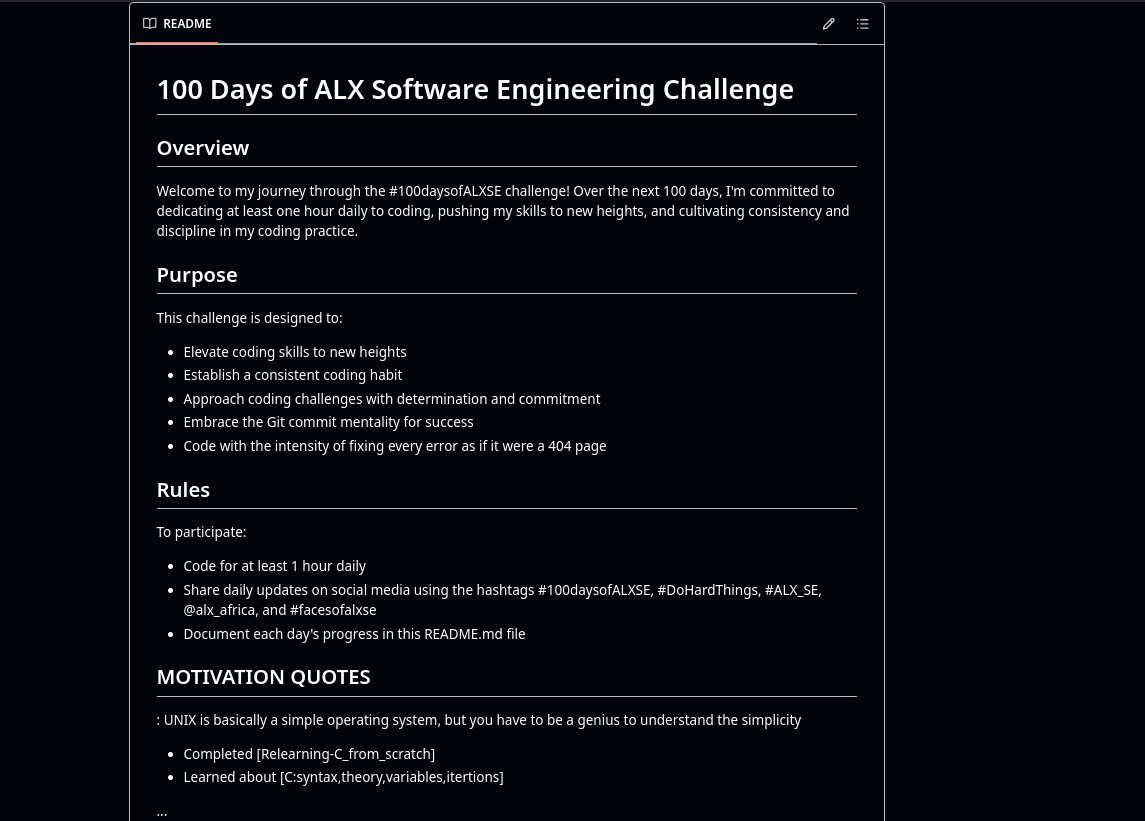 README
100 Days of ALX Software Engineering Challenge
Overview
Welcome to my journey through the #100daysofALXSE challenge! Over the next 100 days, I'm committed to
dedicating at least one hour daily to coding, pushing my skills to new heights, and cultivating consistency and
discipline in my coding practice.
Purpose
This challenge is designed to:
• Elevate coding skills to new heights
• Establish a consistent coding habit
• Approach coding challenges with determination and commitment
• Embrace the Git commit mentality for success
• Code with the intensity of fixing every error as if it were a 404 page
Rules
To participate:
• Code for at least 1 hour daily
• Share daily updates on social media using the hashtags #100daysofALXSE, #DoHardThings, #ALX_SE,
@alx_africa, and #facesofalxse
• Document each day's progress in this README.md file
MOTIVATION QUOTES
: UNIX is basically a simple operating system, but you have to be a genius to understand the simplicity
• Completed [Relearning-C_from_scratch]
• Learned about [C:syntax,theory,variables,itertions]
...